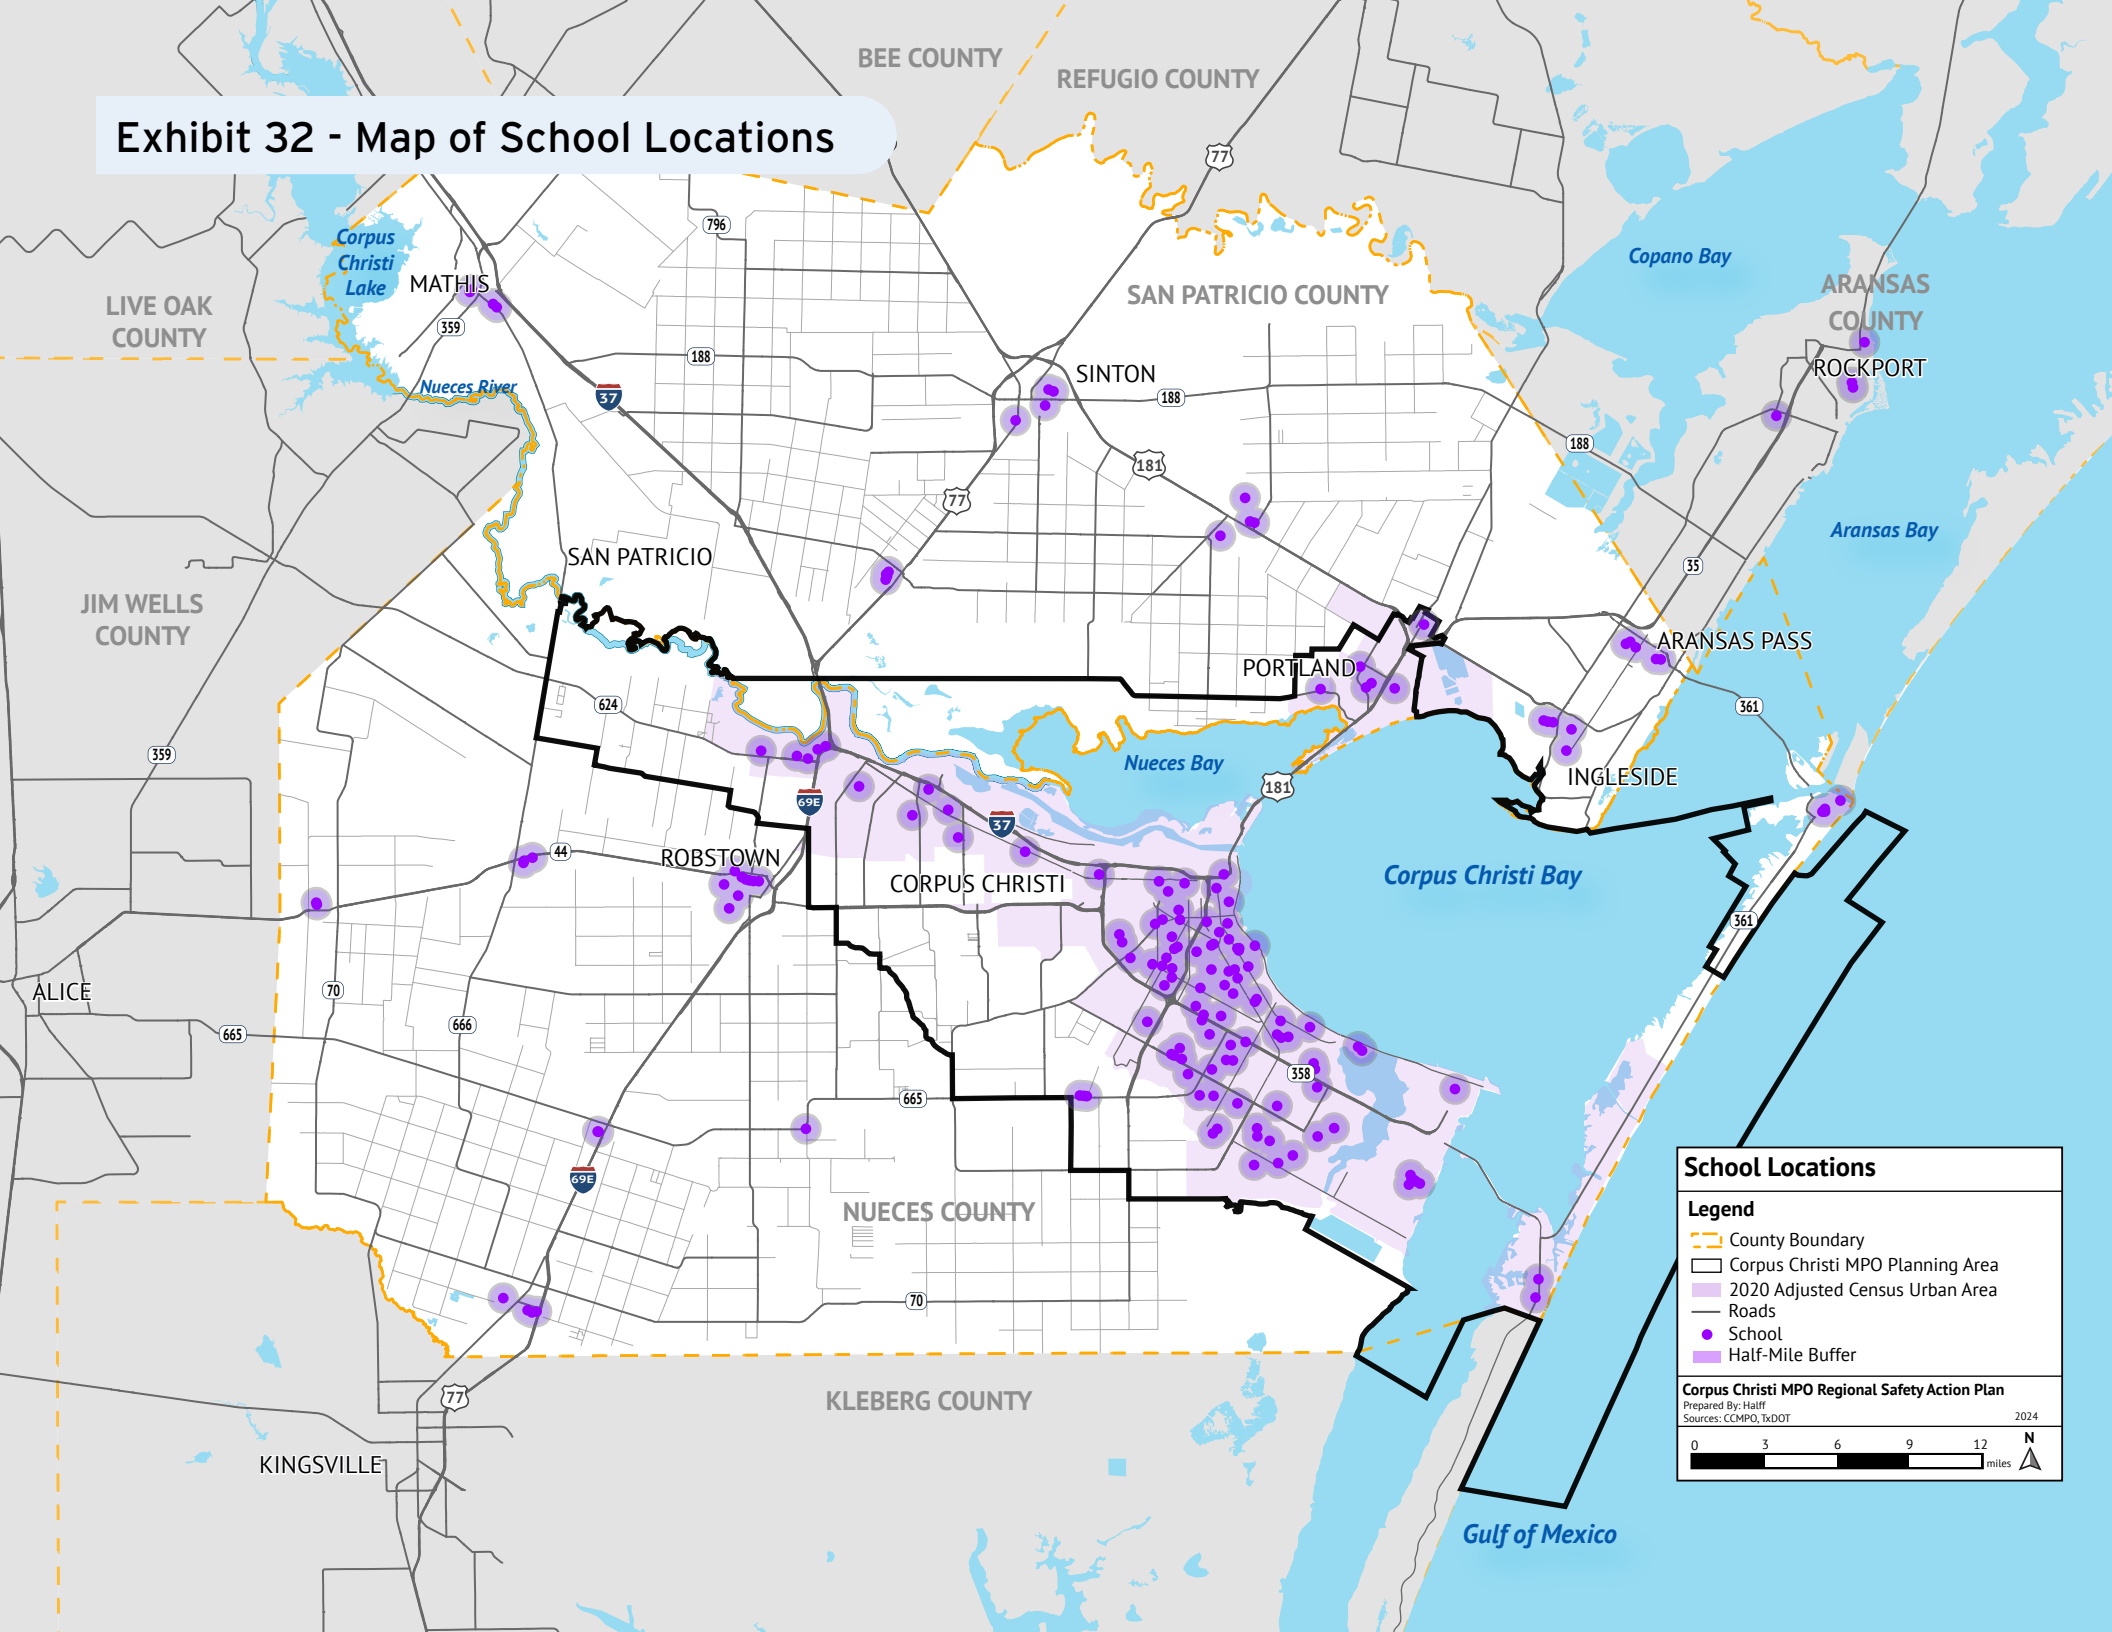 BEE COUNTY
REFUGIO COUNTY
Exhibit 32 - Map of School Locations
77
796
Corpus
Christi
Lake
Copano Bay
MATHIS
ARANSAS
COUNTY
SAN PATRICIO COUNTY
LIVE OAK
COUNTY
359
188
ROCKPORT
SINTON
Nueces River
37
188
188
181
77
Aransas Bay
SAN PATRICIO
35
JIM WELLS
COUNTY
ARANSAS PASS
PORTLAND
624
361
359
Nueces Bay
INGLESIDE
181
69E
37
44
ROBSTOWN
CORPUS CHRISTI
Corpus Christi Bay
361
ALICE
70
666
665
358
665
69E
NUECES COUNTY
70
KLEBERG COUNTY
77
KINGSVILLE
Gulf of Mexico
School Locations
Legend
County Boundary
Corpus Christi MPO Planning Area
2020 Adjusted Census Urban Area
Roads
School
Half-Mile Buffer
Corpus Christi MPO Regional Safety Action Plan
Prepared By: Halff
Sources: CCMPO, TxDOT
2024
0 3 6 9 12
miles
N